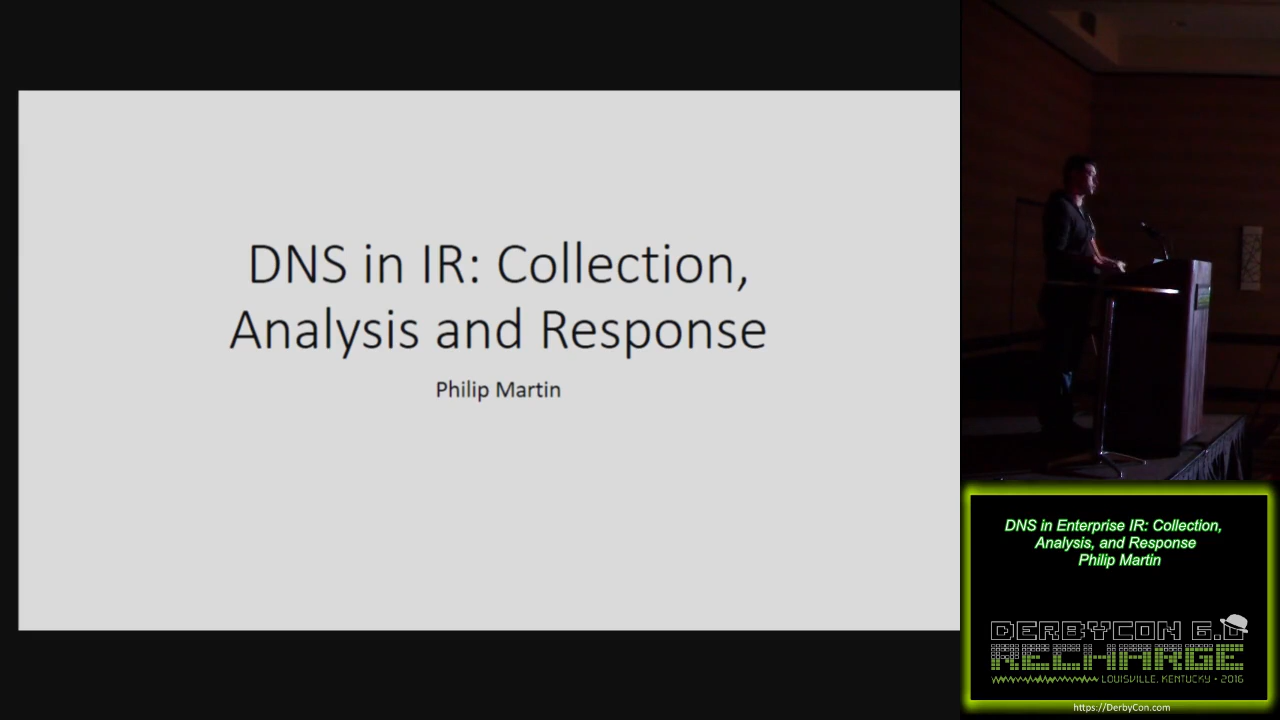 DNS in IR: Collection,
Analysis and Response
Philip Martin
DNS in Enterprise IR: Collection,
Analysis, and Response
Philip Martin
DERBYCON 6.0
RECHARGE
LOUISVILLE, KENTUCKY • 2016
https://DerbyCon.com